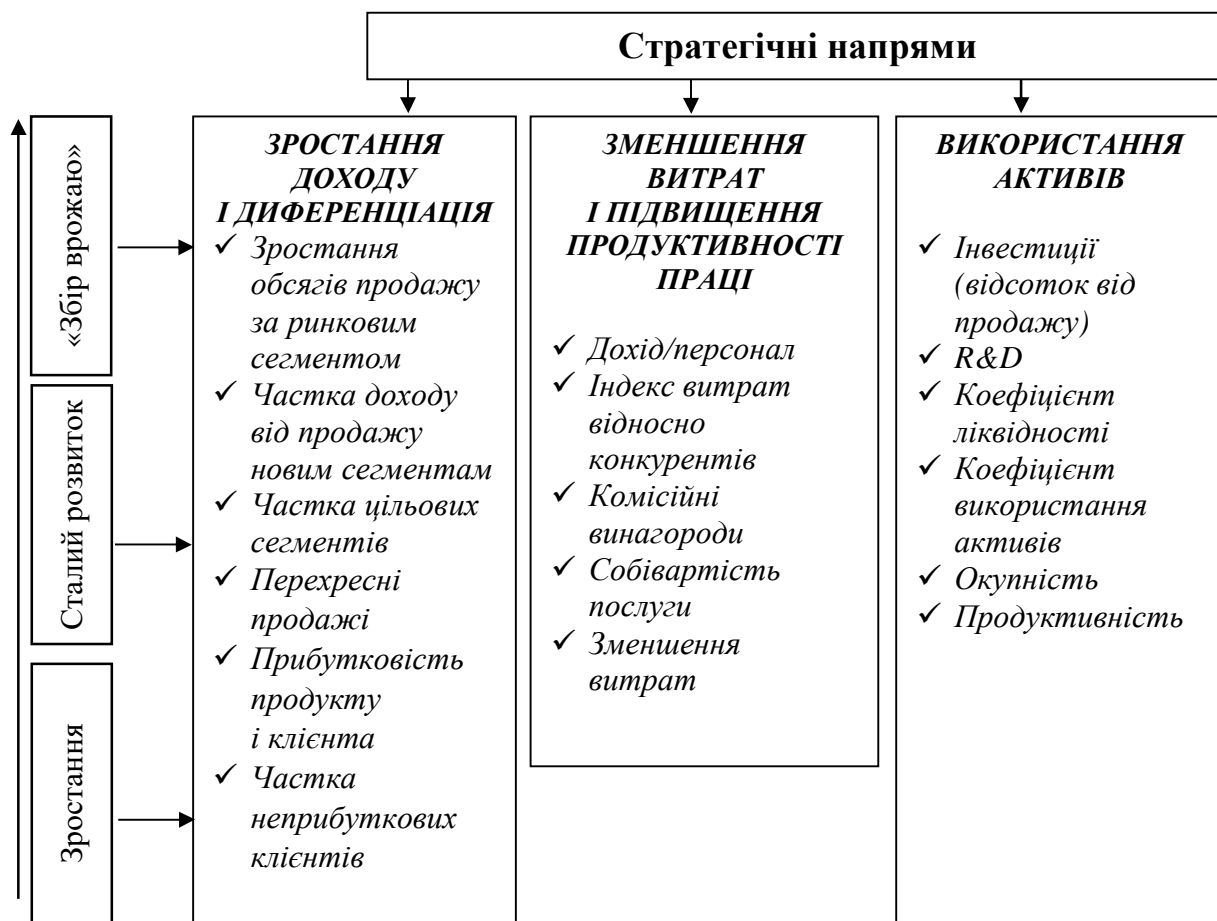 Стратегічні напрями
«Збір врожаю»
Сталий розвиток
Зростання
ЗРОСТАННЯ
ДОХОДУ
І ДИФЕРЕНЦІАЦІЯ
✓ Зростання
обсягів продажу
за ринковим
сегментом
✓ Частка доходу
від продажу
новим сегментам
✓ Частка цільових
сегментів
✓ Перехресні
продажі
✓ Прибутковість
продукту
і клієнта
✓ Частка
неприбуткових
клієнтів
ЗМЕНШЕННЯ
ВИТРАТ
І ПІДВИЩЕННЯ
ПРОДУКТИВНОСТІ
ПРАЦІ
✓ Дохід/персонал
✓ Індекс витрат
відносно
конкурентів
✓ Комісійні
винагороди
✓ Собівартість
послуги
✓ Зменшення
витрат
ВИКОРИСТАННЯ
АКТИВІВ
✓ Інвестиції
(відсоток від
продажу)
✓ R&D
✓ Коефіцієнт
ліквідності
✓ Коефіцієнт
використання
активів
✓ Окупність
✓ Продуктивність